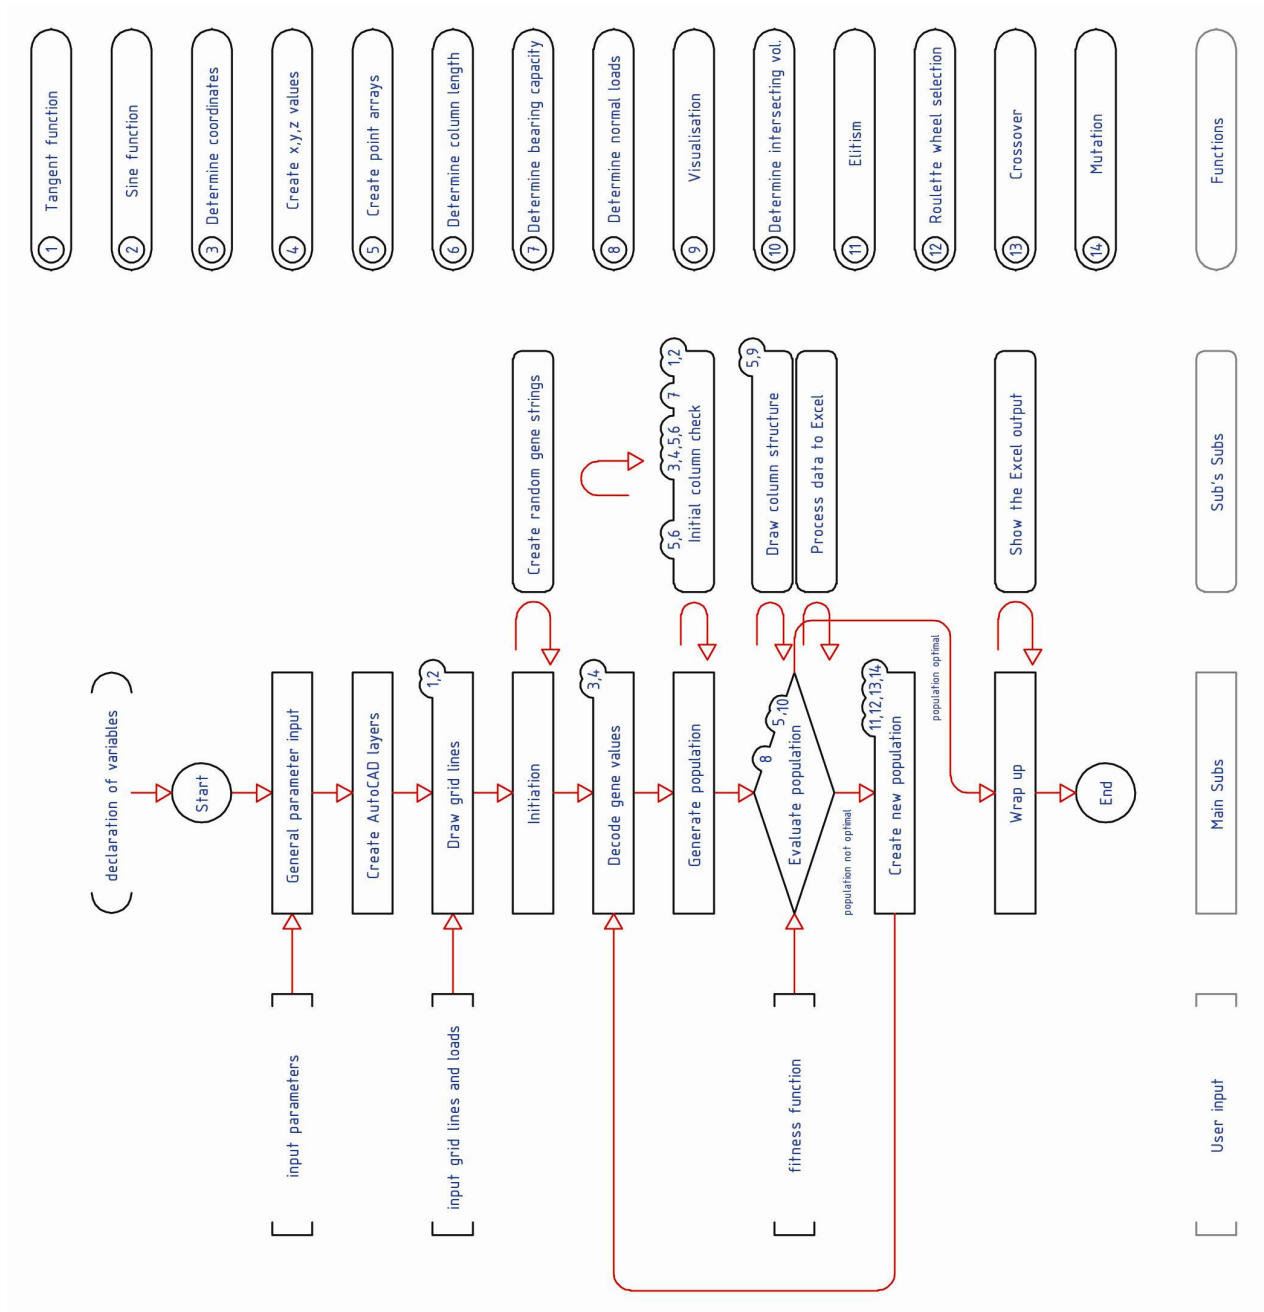 declaration of variables
Start
input parameters
General parameter input
Create AutoCAD layers
input grid lines and loads
Draw grid lines
1,2
Initiation
Create random gene strings
Decode gene values
3,4
Generate population
5,6
3,4,5,6
7
1,2
Initial column check
fitness function
Evaluate population
8
5,10
5,9
Draw column structure
Process data to Excel
population not optimal
population optimal
Create new population
11,12,13,14
Wrap up
Show the Excel output
End
1 Tangent function
2 Sine function
3 Determine coordinates
4 Create x,y,z values
5 Create point arrays
6 Determine column length
7 Determine bearing capacity
8 Determine normal loads
9 Visualisation
10 Determine intersecting vol.
11 Elitism
12 Roulette wheel selection
13 Crossover
14 Mutation
User input
Main Subs
Sub's Subs
Functions